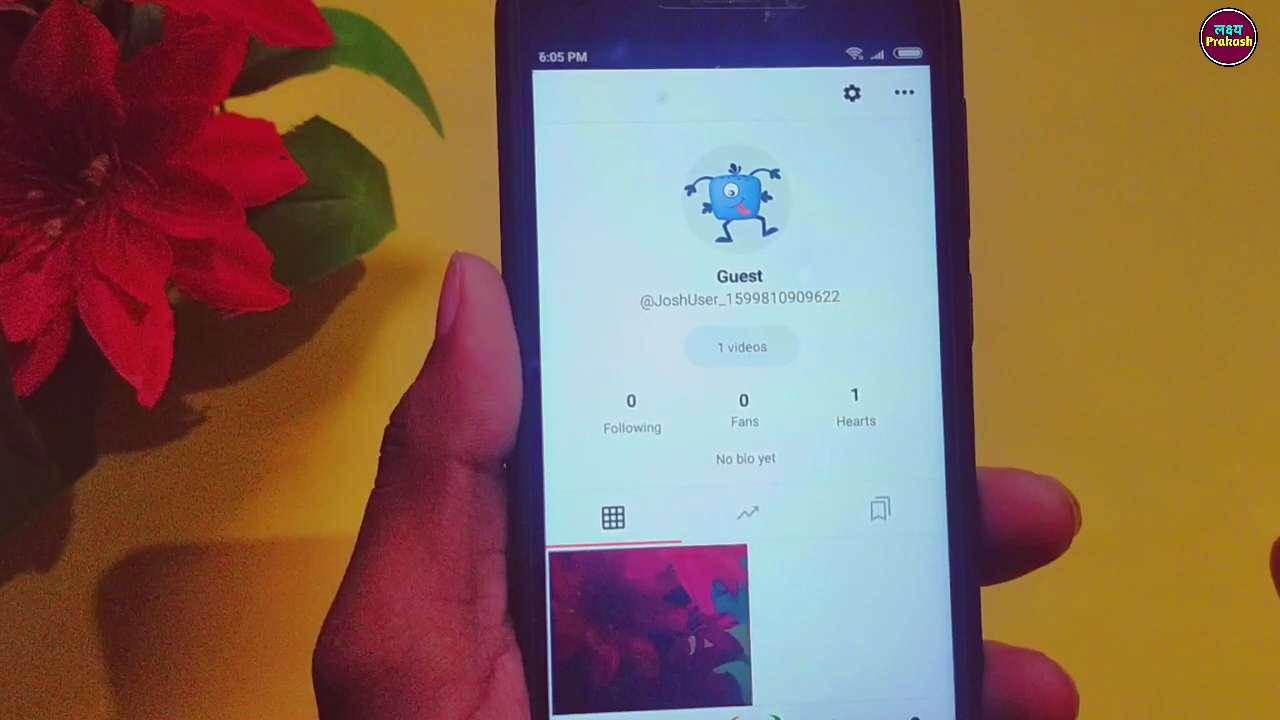 लक्ष्य
Prakash
6:05 PM
Guest
@JoshUser_1599810909622
1 videos
0 0 1
Following Fans Hearts
No bio yet